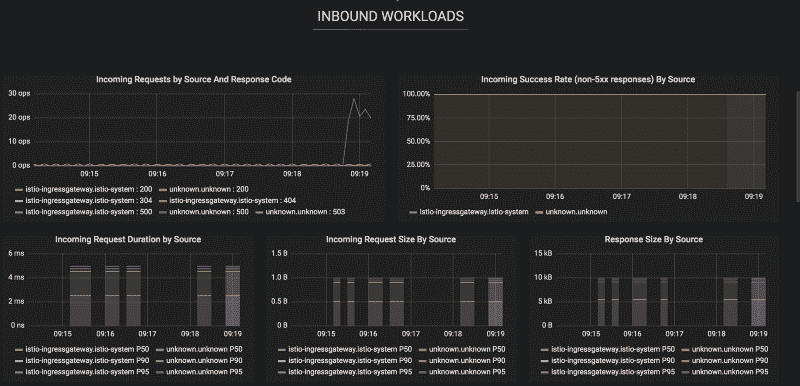 INBOUND WORKLOADS
Incoming Requests by Source And Response Code
30 ops
20 ops
10 ops
0 ops
09:15 09:16 09:17 09:18 09:19
istio-ingressgateway.istio-system : 200 unknown.unknown : 200
istio-ingressgateway.istio-system : 304 istio-ingressgateway.istio-system : 404
istio-ingressgateway.istio-system : 500 unknown.unknown : 500 unknown.unknown : 503
Incoming Success Rate (non-5xx responses) By Source
100.00%
75.00%
50.00%
25.00%
0%
09:15 09:16 09:17 09:18 09:19
istio-ingressgateway.istio-system unknown.unknown
Incoming Request Duration by Source
6 ms
4 ms
2 ms
0 ns
09:15 09:16 09:17 09:18 09:19
istio-ingressgateway.istio-system P50 unknown.unknown P50
istio-ingressgateway.istio-system P90 unknown.unknown P90
istio-ingressgateway.istio-system P95 unknown.unknown P95
Incoming Request Size By Source
1.5 B
1.0 B
0.5 B
0 B
09:15 09:16 09:17 09:18 09:19
istio-ingressgateway.istio-system P50 unknown.unknown P50
istio-ingressgateway.istio-system P90 unknown.unknown P90
istio-ingressgateway.istio-system P95 unknown.unknown P95
Response Size By Source
15 kB
10 kB
5 kB
0 B
09:15 09:16 09:17 09:18 09:19
istio-ingressgateway.istio-system P50 unknown.unknown P50
istio-ingressgateway.istio-system P90 unknown.unknown P90
istio-ingressgateway.istio-system P95 unknown.unknown P95